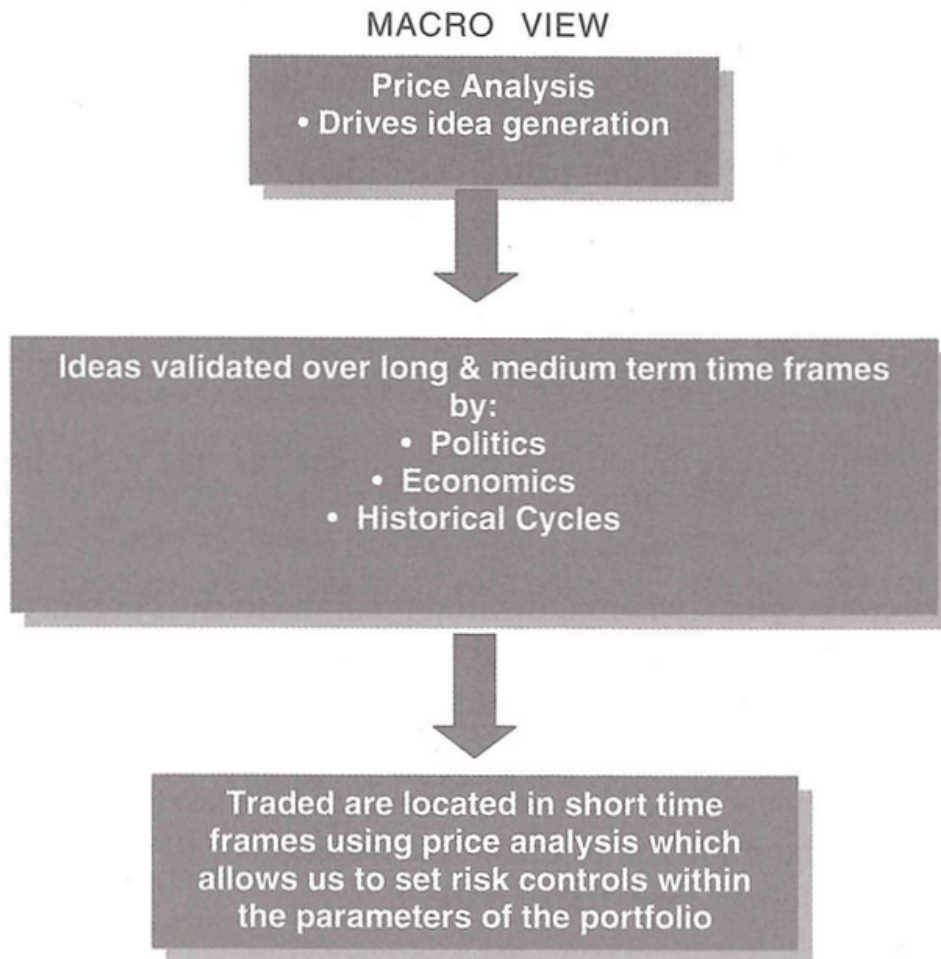 MACRO VIEW
Price Analysis
• Drives idea generation
Ideas validated over long & medium term time frames
by:
• Politics
• Economics
• Historical Cycles
Traded are located in short time
frames using price analysis which
allows us to set risk controls within
the parameters of the portfolio